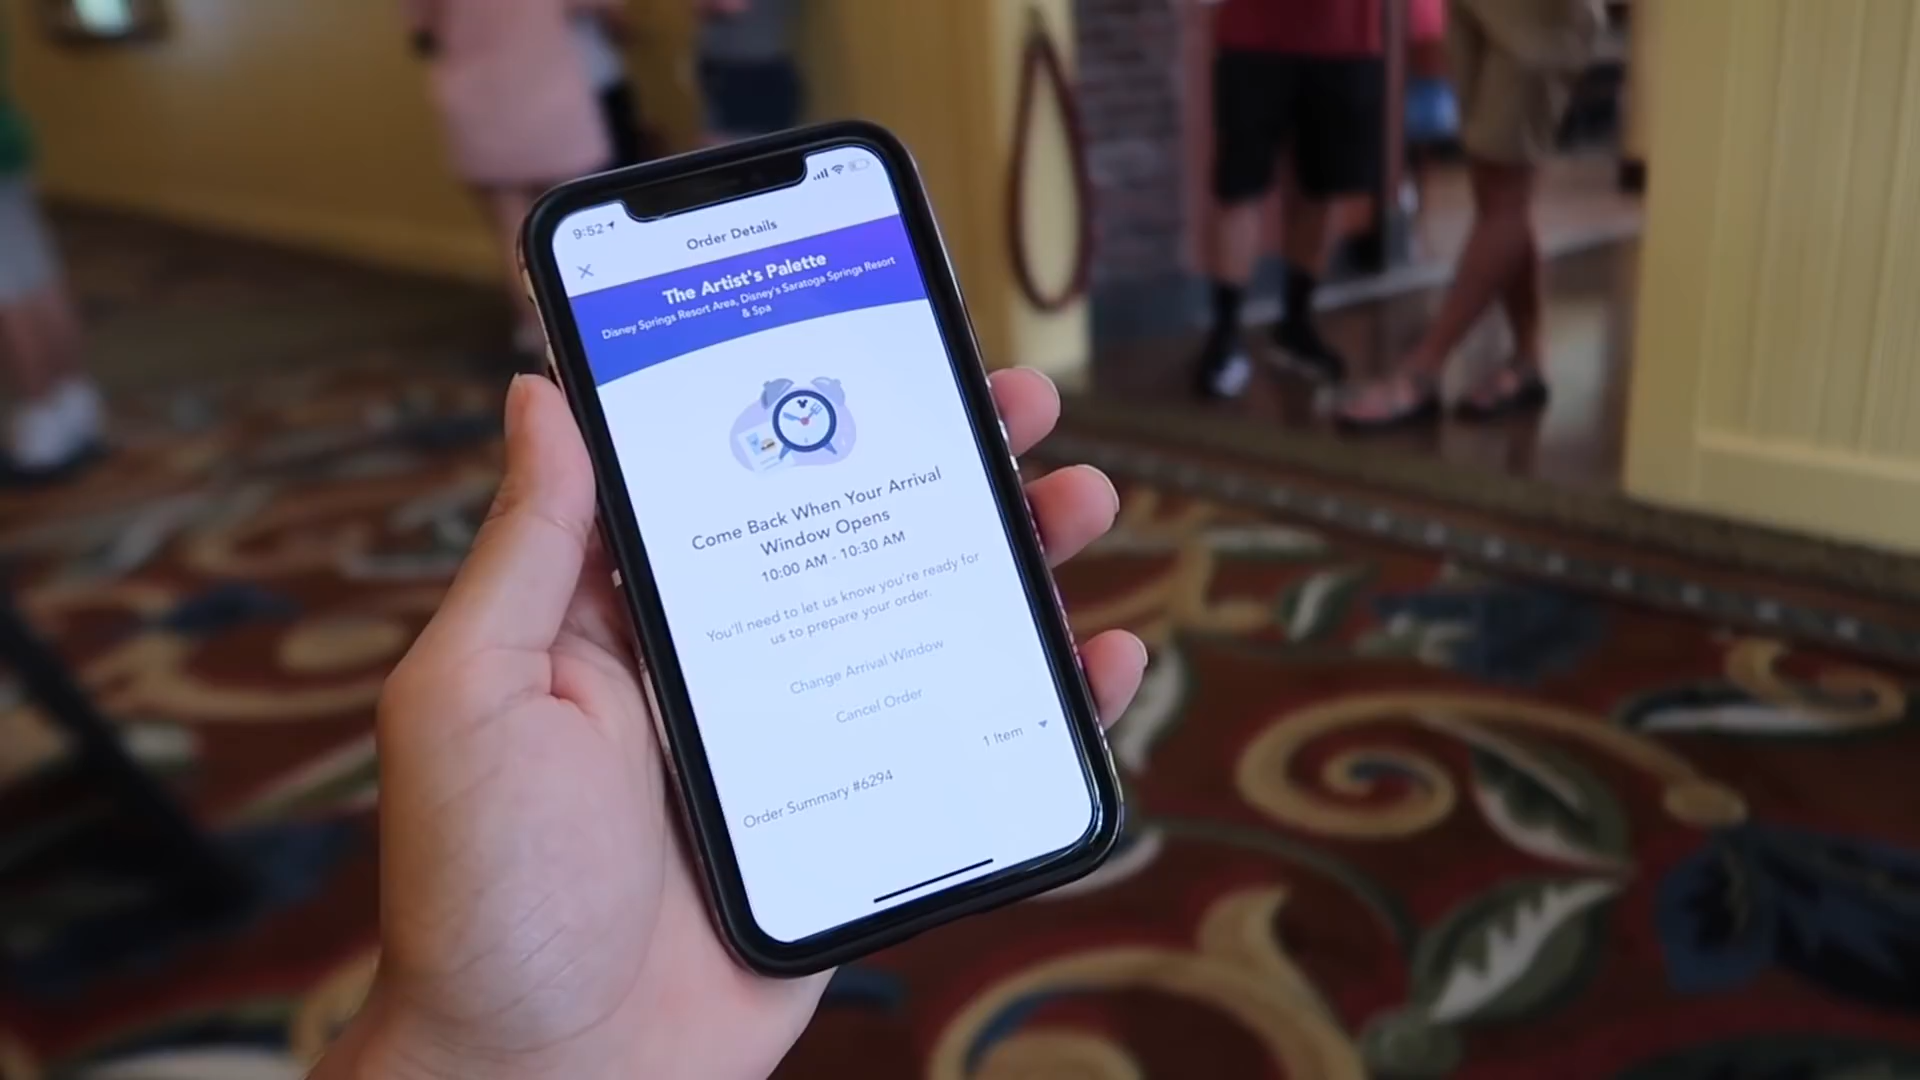 9:52
Order Details
The Artist's Palette
Disney Springs Resort Area, Disney's Saratoga Springs Resort
& Spa
Come Back When Your Arrival
Window Opens
10:00 AM - 10:30 AM
You'll need to let us know you're ready for
us to prepare your order.
Change Arrival Window
Cancel Order
1 Item
Order Summary #6294